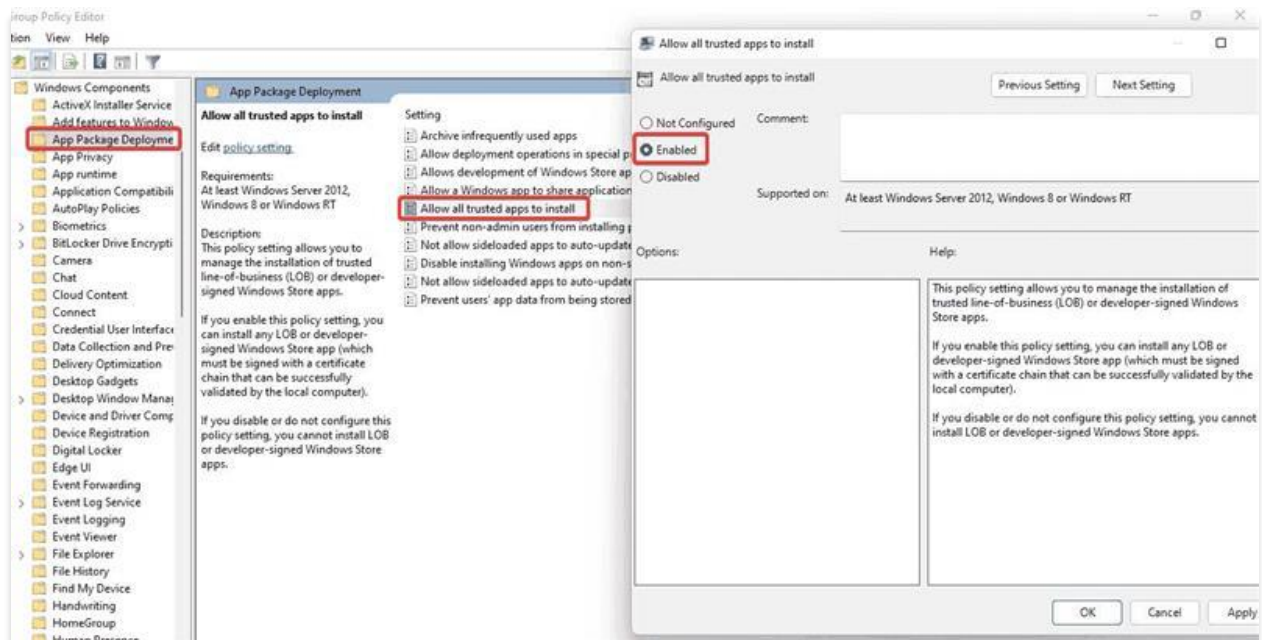 roup Policy Editor
tion View Help
Windows Components
ActiveX Installer Service
Add features to Window
App Package Deployme
App Privacy
App runtime
Application Compatibili
AutoPlay Policies
Biometrics
BitLocker Drive Encrypti
Camera
Chat
Cloud Content
Connect
Credential User Interface
Data Collection and Pre
Delivery Optimization
Desktop Gadgets
Desktop Window Manag
Device and Driver Comp
Device Registration
Digital Locker
Edge UI
Event Forwarding
Event Log Service
Event Logging
Event Viewer
File Explorer
File History
Find My Device
Handwriting
HomeGroup
Human Presence
App Package Deployment
Allow all trusted apps to install
Edit policy setting
Requirements:
At least Windows Server 2012,
Windows 8 or Windows RT
Description:
This policy setting allows you to
manage the installation of trusted
line-of-business (LOB) or developer-
signed Windows Store apps.
If you enable this policy setting, you
can install any LOB or developer-
signed Windows Store app (which
must be signed with a certificate
chain that can be successfully
validated by the local computer).
If you disable or do not configure this
policy setting, you cannot install LOB
or developer-signed Windows Store
apps.
Setting
Archive infrequently used apps
Allow deployment operations in special p
Allows development of Windows Store ap
Allow a Windows app to share application
Allow all trusted apps to install
Prevent non-admin users from installing p
Not allow sideloaded apps to auto-update
Disable installing Windows apps on non-s
Not allow sideloaded apps to auto-update
Prevent users' app data from being stored
Allow all trusted apps to install
Allow all trusted apps to install
Previous Setting Next Setting
Not Configured Comment:
Enabled
Disabled
Supported on: At least Windows Server 2012, Windows 8 or Windows RT
Options: Help:
This policy setting allows you to manage the installation of
trusted line-of-business (LOB) or developer-signed Windows
Store apps.
If you enable this policy setting, you can install any LOB or
developer-signed Windows Store app (which must be signed
with a certificate chain that can be successfully validated by the
local computer).
If you disable or do not configure this policy setting, you cannot
install LOB or developer-signed Windows Store apps.
OK Cancel Apply